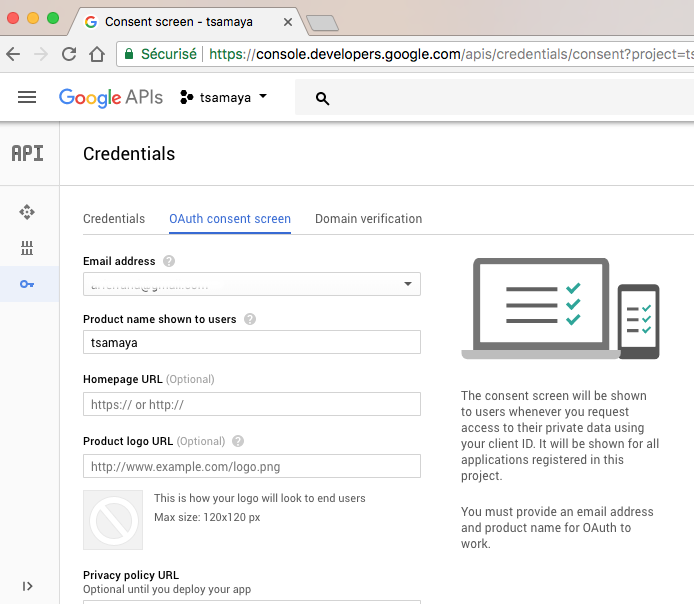 Consent screen - tsamaya
Sécurisé https://console.developers.google.com/apis/credentials/consent?project=ts
Google APIs tsamaya
API Credentials
Credentials OAuth consent screen Domain verification
Email address ?
@gmail.com
Product name shown to users ?
tsamaya
Homepage URL (Optional)
https:// or http://
Product logo URL (Optional) ?
http://www.example.com/logo.png
This is how your logo will look to end users
Max size: 120x120 px
Privacy policy URL
Optional until you deploy your app
The consent screen will be shown
to users whenever you request
access to their private data using
your client ID. It will be shown for all
applications registered in this
project.
You must provide an email address
and product name for OAuth to
work.